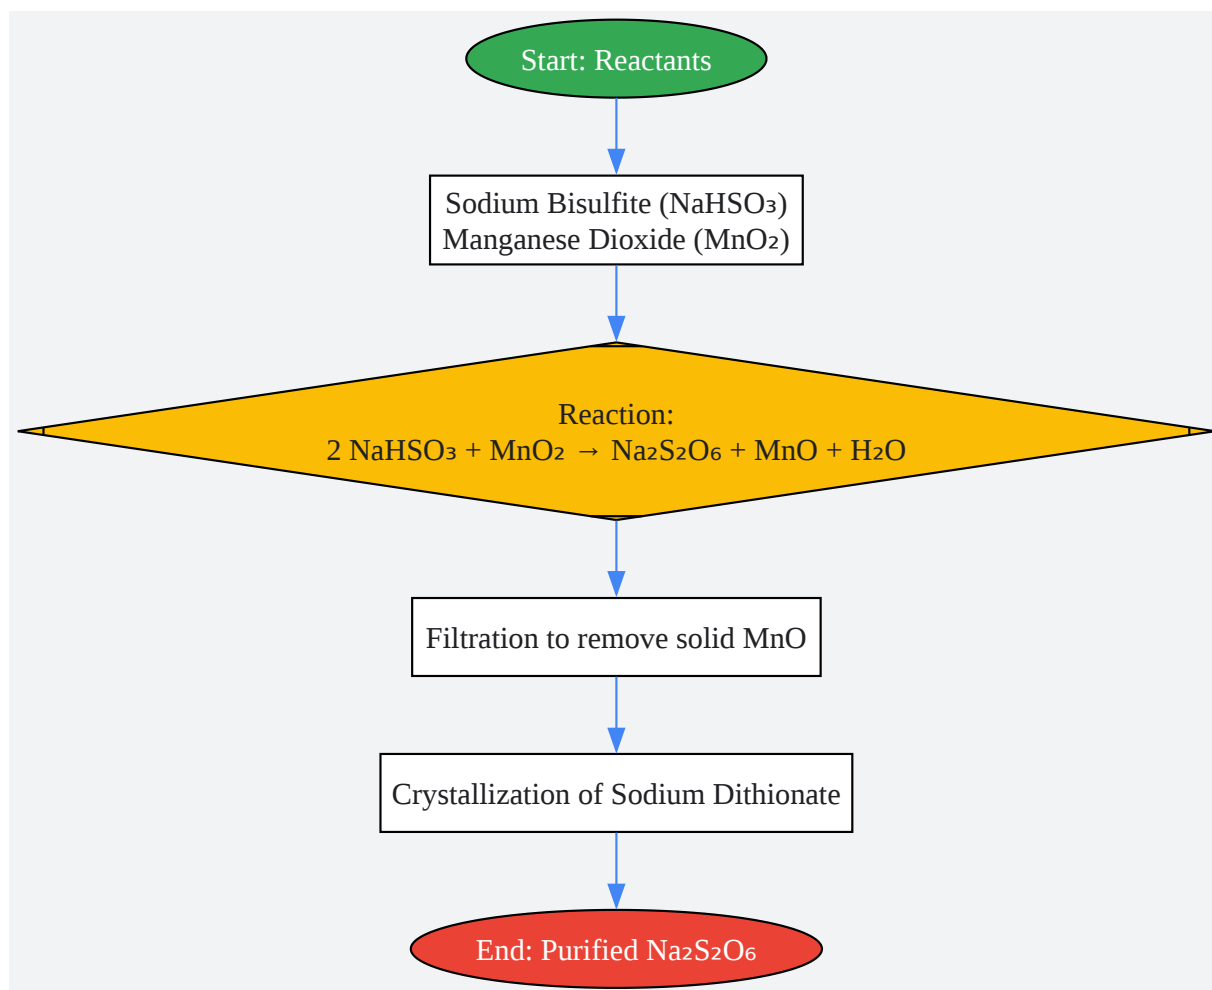 Start: Reactants
Sodium Bisulfite (NaHSO₃)
Manganese Dioxide (MnO₂)
Reaction:
2 NaHSO₃ + MnO₂ → Na₂S₂O₆ + MnO + H₂O
Filtration to remove solid MnO
Crystallization of Sodium Dithionate
End: Purified Na₂S₂O₆